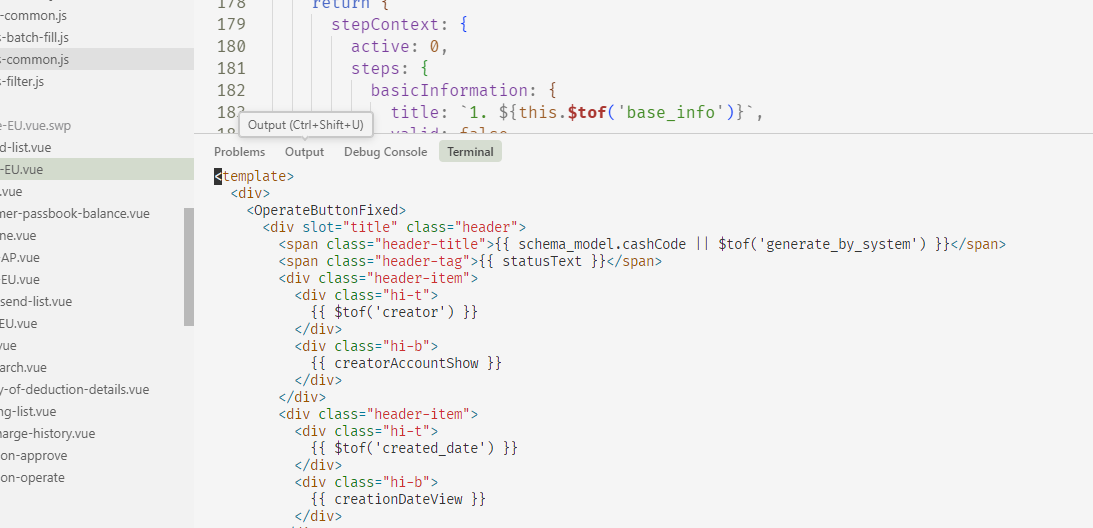 178 return {
-common.js
179 stepContext: {
s-batch-fill.js
180 active: 0,
s-common.js
181 steps: {
s-filter.js
182 basicInformation: {
183 title: `1. ${this.$tof('base_info')}`,
e-EU.vue.swp
Output (Ctrl+Shift+U)
valid: false
d-list.vue
Problems Output Debug Console Terminal
-EU.vue
.vue
mer-passbook-balance.vue
ne.vue
-AP.vue
-EU.vue
send-list.vue
EU.vue
vue
arch.vue
y-of-deduction-details.vue
ng-list.vue
harge-history.vue
on-approve
on-operate
<template>
<div>
<OperateButtonFixed>
<div slot="title" class="header">
<span class="header-title">{{ schema_model.cashCode || $tof('generate_by_system') }}</span>
<span class="header-tag">{{ statusText }}</span>
<div class="header-item">
<div class="hi-t">
{{ $tof('creator') }}
</div>
<div class="hi-b">
{{ creatorAccountShow }}
</div>
</div>
<div class="header-item">
<div class="hi-t">
{{ $tof('created_date') }}
</div>
<div class="hi-b">
{{ creationDateView }}
</div>